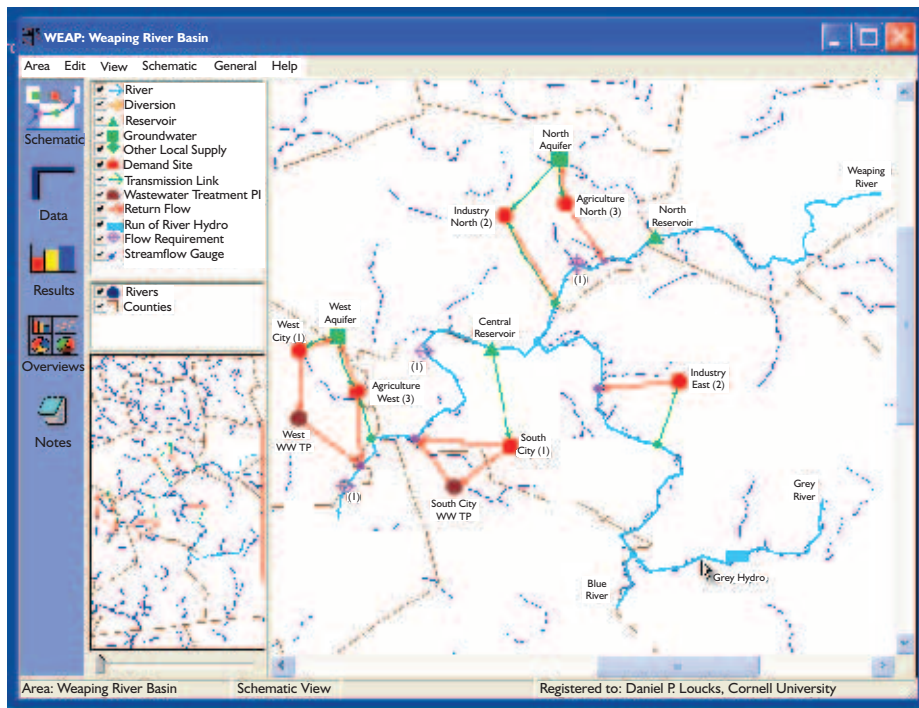 WEAP: Weaping River Basin
Area Edit View Schematic General Help
Schematic
Data
Results
Overviews
Notes
River
Diversion
Reservoir
Groundwater
Other Local Supply
Demand Site
Transmission Link
Wastewater Treatment Pl
Return Flow
Run of River Hydro
Flow Requirement
Streamflow Gauge
Rivers
Counties
North
Aquifer
Weaping
River
Industry
North (2)
Agriculture
North (3)
North
Reservoir
(1)
West
City (1)
West
Aquifer
Central
Reservoir
(1)
Agriculture
West (3)
Industry
East (2)
West
WW TP
South
City (1)
(1)
South City
WW TP
Grey
River
Blue
River
Grey Hydro
Area: Weaping River Basin
Schematic View
Registered to: Daniel P. Loucks, Cornell University